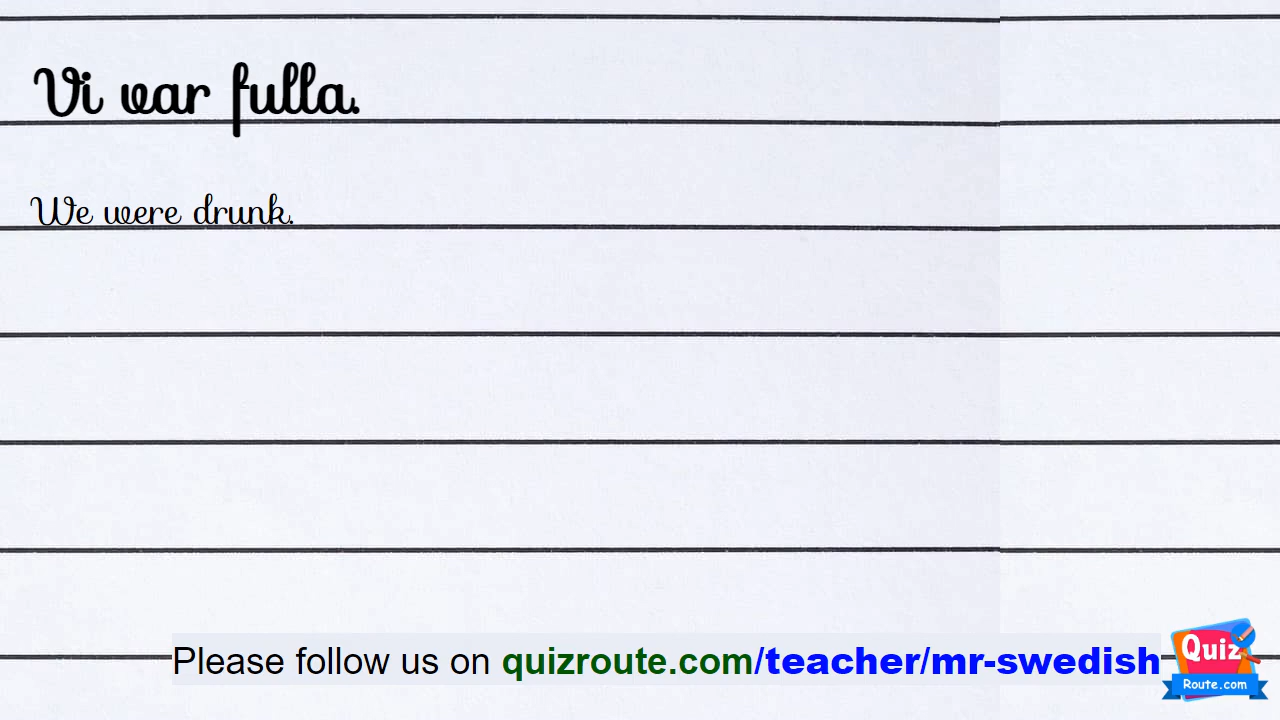 Vi var fulla.
We were drunk.
Please follow us on quizroute.com/teacher/mr-swedish
Quiz
Route.com